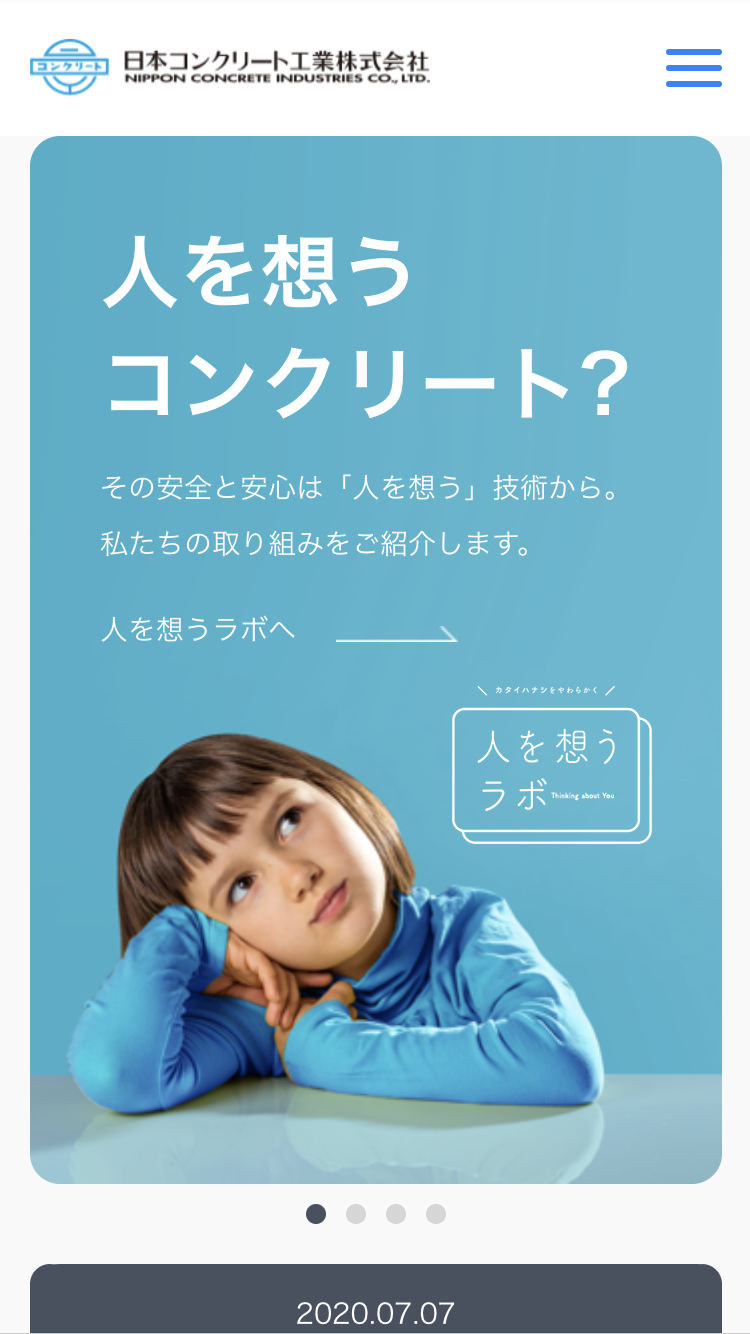 コンクリート
日本コンクリート工業株式会社
NIPPON CONCRETE INDUSTRIES CO., LTD.
人を想う
コンクリート?
その安全と安心は「人を想う」技術から。
私たちの取り組みをご紹介します。
人を想うラボへ
カタイハナシをやわらかく
人を想う
ラボ Thinking about You
2020.07.07